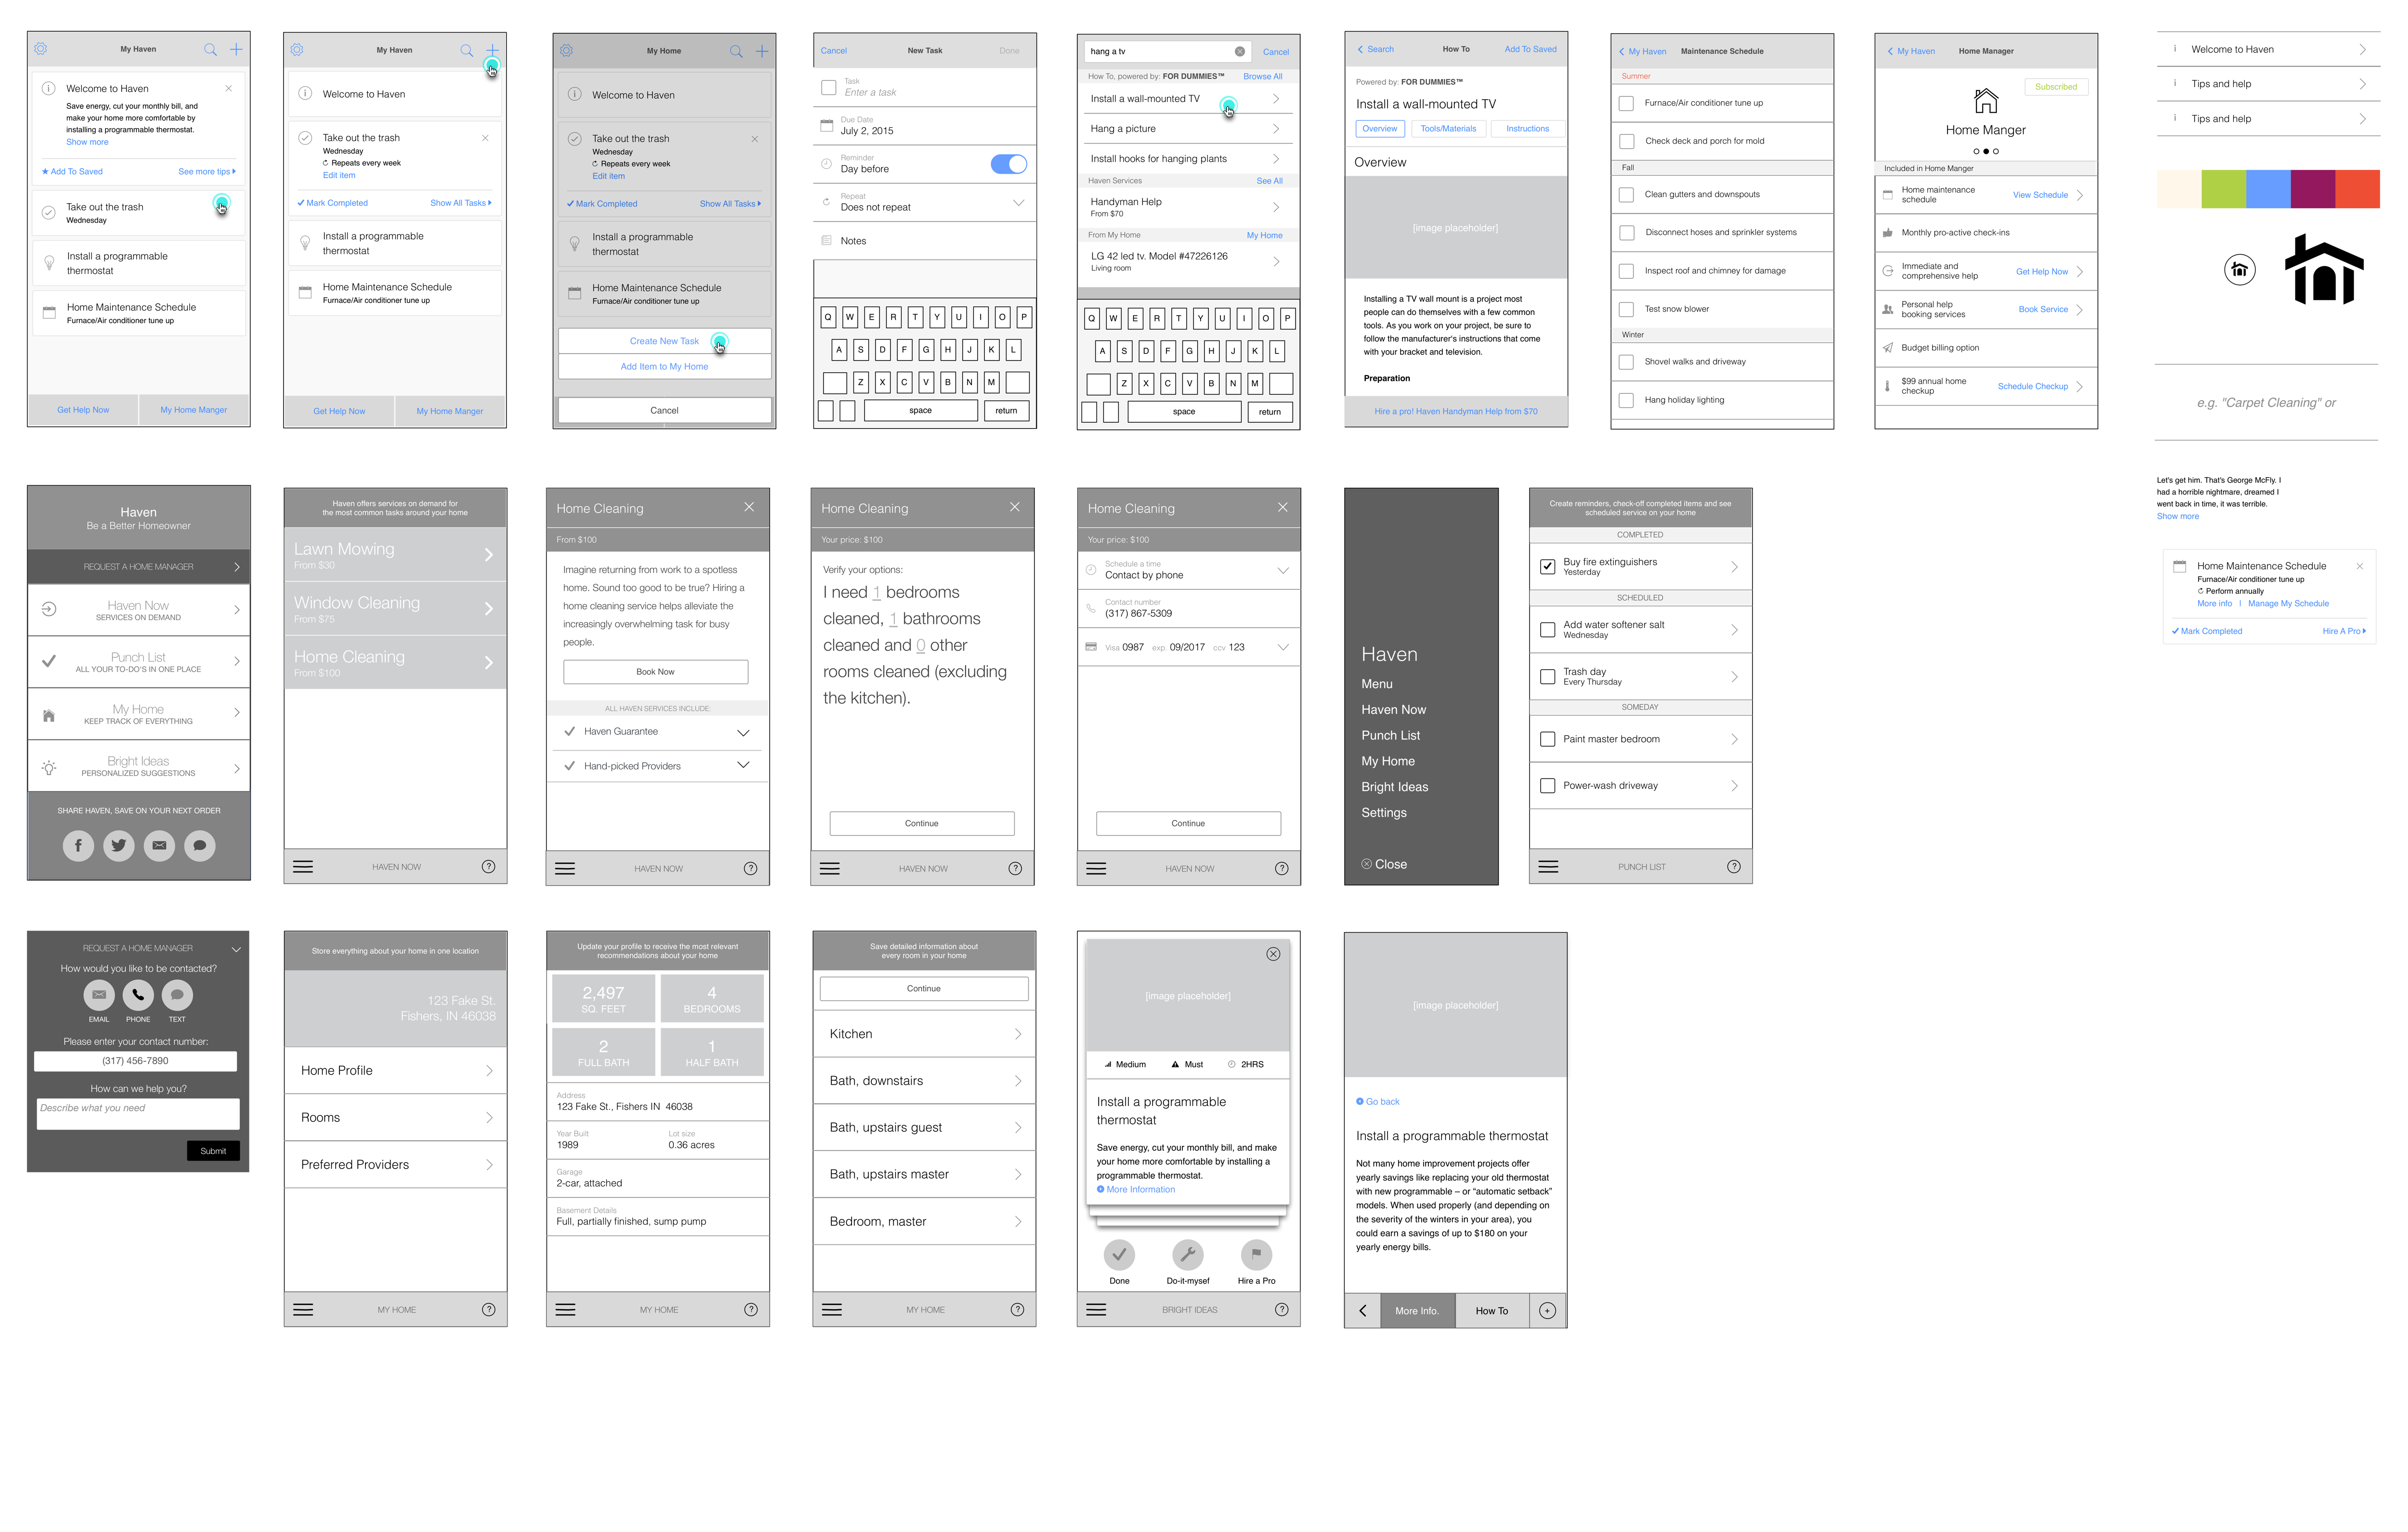 My Haven
Welcome to Haven
Save energy, cut your monthly bill, and
make your home more comfortable by
installing a programmable thermostat.
Show more
Add To Saved
See more tips
Take out the trash
Wednesday
Install a programmable
thermostat
Home Maintenance Schedule
Furnace/Air conditioner tune up
Get Help Now
My Home Manger
My Haven
Welcome to Haven
Take out the trash
Wednesday
Repeats every week
Edit item
Mark Completed
Show All Tasks
Install a programmable
thermostat
Home Maintenance Schedule
Furnace/Air conditioner tune up
Get Help Now
My Home Manger
My Home
Welcome to Haven
Take out the trash
Wednesday
Repeats every week
Edit item
Mark Completed
Show All Tasks
Install a programmable
thermostat
Home Maintenance Schedule
Furnace/Air conditioner tune up
Create New Task
Add Item to My Home
Cancel
Cancel
New Task
Done
Task
Enter a task
Due Date
July 2, 2015
Reminder
Day before
Repeat
Does not repeat
Notes
Q W E R T Y U I O P
A S D F G H J K L
Z X C V B N M
space
return
hang a tv
Cancel
How To, powered by: FOR DUMMIES™
Browse All
Install a wall-mounted TV
Hang a picture
Install hooks for hanging plants
Haven Services
See All
Handyman Help
From $70
From My Home
My Home
LG 42 led tv. Model #47226126
Living room
Q W E R T Y U I O P
A S D F G H J K L
Z X C V B N M
space
return
Search
How To
Add To Saved
Powered by: FOR DUMMIES™
Install a wall-mounted TV
Overview
Tools/Materials
Instructions
Overview
[image placeholder]
Installing a TV wall mount is a project most
people can do themselves with a few common
tools. As you work on your project, be sure to
follow the manufacturer's instructions that come
with your bracket and television.
Preparation
Hire a pro! Haven Handyman Help from $70
My Haven
Maintenance Schedule
Summer
Furnace/Air conditioner tune up
Check deck and porch for mold
Fall
Clean gutters and downspouts
Disconnect hoses and sprinkler systems
Inspect roof and chimney for damage
Test snow blower
Winter
Shovel walks and driveway
Hang holiday lighting
My Haven
Home Manager
Subscribed
Home Manger
Included in Home Manger
Home maintenance
schedule
View Schedule
Monthly pro-active check-ins
Immediate and
comprehensive help
Get Help Now
Personal help
booking services
Book Service
Budget billing option
$99 annual home
checkup
Schedule Checkup
i Welcome to Haven
i Tips and help
i Tips and help
e.g. "Carpet Cleaning" or
Let's get him. That's George McFly. I
had a horrible nightmare, dreamed I
went back in time, it was terrible.
Show more
Home Maintenance Schedule
Furnace/Air conditioner tune up
Perform annually
More info | Manage My Schedule
Mark Completed
Hire A Pro
Haven
Be a Better Homeowner
REQUEST A HOME MANAGER
Haven Now
SERVICES ON DEMAND
Punch List
ALL YOUR TO-DO'S IN ONE PLACE
My Home
KEEP TRACK OF EVERYTHING
Bright Ideas
PERSONALIZED SUGGESTIONS
SHARE HAVEN, SAVE ON YOUR NEXT ORDER
Haven offers services on demand for
the most common tasks around your home
Lawn Mowing
From $30
Window Cleaning
From $75
Home Cleaning
From $100
HAVEN NOW
?
Home Cleaning
From $100
Imagine returning from work to a spotless
home. Sound too good to be true? Hiring a
home cleaning service helps alleviate the
increasingly overwhelming task for busy
people.
Book Now
ALL HAVEN SERVICES INCLUDE:
Haven Guarantee
Hand-picked Providers
HAVEN NOW
?
Home Cleaning
Your price: $100
Verify your options:
I need 1 bedrooms
cleaned, 1 bathrooms
cleaned and 0 other
rooms cleaned (excluding
the kitchen).
Continue
HAVEN NOW
?
Home Cleaning
Your price: $100
Schedule a time
Contact by phone
Contact number
(317) 867-5309
Visa 0987 exp. 09/2017 ccv 123
Continue
HAVEN NOW
?
Haven
Menu
Haven Now
Punch List
My Home
Bright Ideas
Settings
Close
Create reminders, check-off completed items and see
scheduled service on your home
COMPLETED
Buy fire extinguishers
Yesterday
SCHEDULED
Add water softener salt
Wednesday
Trash day
Every Thursday
SOMEDAY
Paint master bedroom
Power-wash driveway
PUNCH LIST
?
REQUEST A HOME MANAGER
How would you like to be contacted?
EMAIL
PHONE
TEXT
Please enter your contact number:
(317) 456-7890
How can we help you?
Describe what you need
Submit
Store everything about your home in one location
123 Fake St.
Fishers, IN 46038
Home Profile
Rooms
Preferred Providers
MY HOME
?
Update your profile to receive the most relevant
recommendations about your home
2,497
SQ. FEET
4
BEDROOMS
2
FULL BATH
1
HALF BATH
Address
123 Fake St., Fishers IN 46038
Year Built
1989
Lot size
0.36 acres
Garage
2-car, attached
Basement Details
Full, partially finished, sump pump
MY HOME
?
Save detailed information about
every room in your home
Continue
Kitchen
Bath, downstairs
Bath, upstairs guest
Bath, upstairs master
Bedroom, master
MY HOME
?
[image placeholder]
Medium
Must
2HRS
Install a programmable
thermostat
Save energy, cut your monthly bill, and make
your home more comfortable by installing a
programmable thermostat.
More Information
Done
Do-it-mysef
Hire a Pro
BRIGHT IDEAS
?
[image placeholder]
Go back
Install a programmable thermostat
Not many home improvement projects offer
yearly savings like replacing your old thermostat
with new programmable – or “automatic setback”
models. When used properly (and depending on
the severity of the winters in your area), you
could earn a savings of up to $180 on your
yearly energy bills.
More Info.
How To